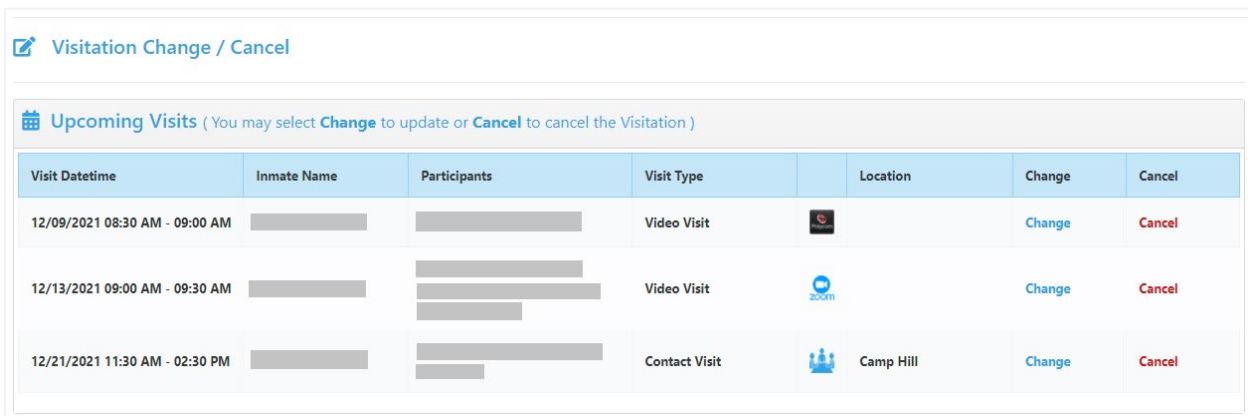 Visitation Change / Cancel
Upcoming Visits ( You may select Change to update or Cancel to cancel the Visitation )
Visit Datetime Inmate Name Participants Visit Type Location Change Cancel
12/09/2021 08:30 AM - 09:00 AM Video Visit Polycom Change Cancel
12/13/2021 09:00 AM - 09:30 AM Video Visit zoom Change Cancel
12/21/2021 11:30 AM - 02:30 PM Contact Visit Camp Hill Change Cancel